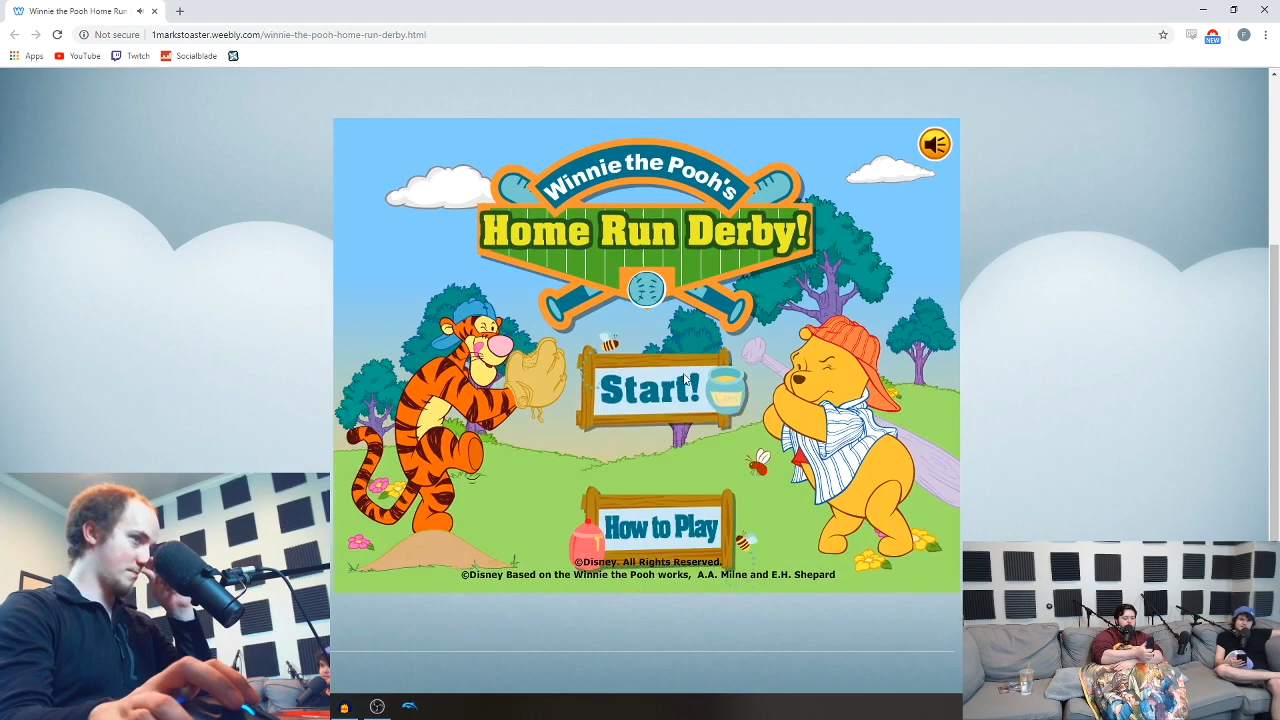 Winnie the Pooh Home Run
Not secure | 1markstoaster.weebly.com/winnie-the-pooh-home-run-derby.html
NEW
F
Apps YouTube Twitch Socialblade
Winnie the Pooh's
Home Run Derby!
Start!
How to Play
©Disney. All Rights Reserved.
©Disney Based on the Winnie the Pooh works, A.A. Milne and E.H. Shepard